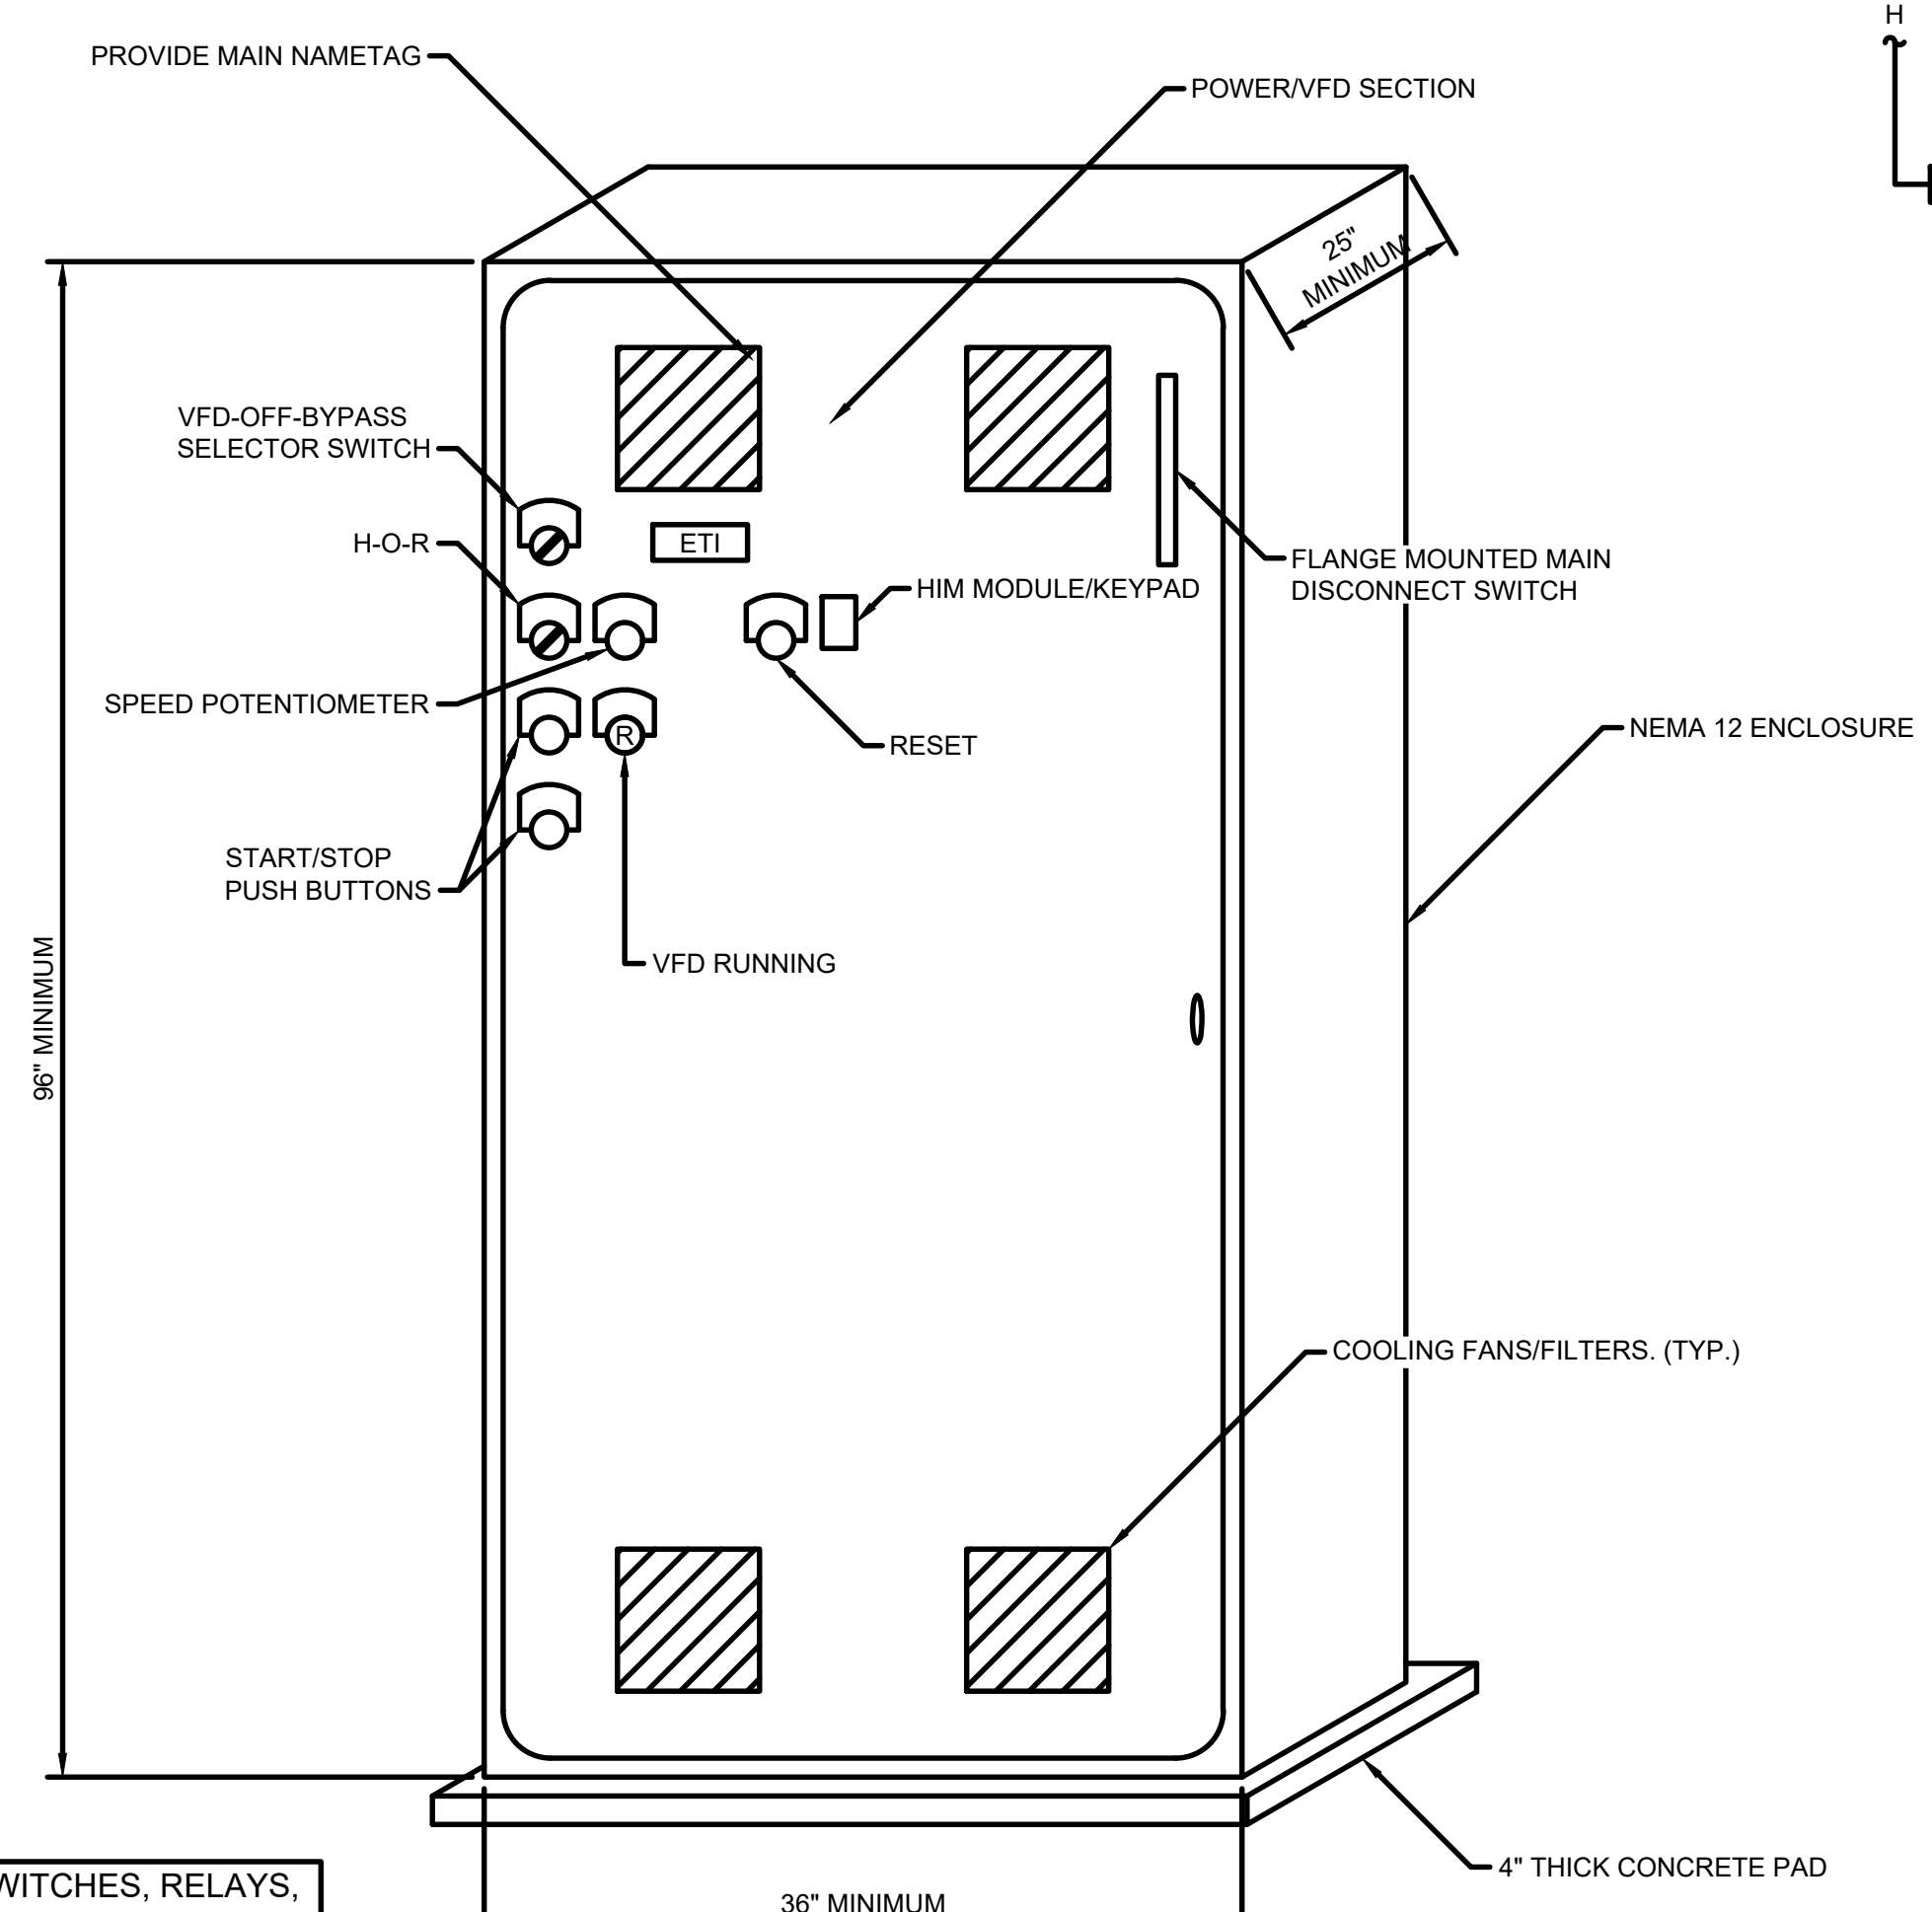 H
PROVIDE MAIN NAMETAG
POWER/VFD SECTION
25"
MINIMUM
VFD-OFF-BYPASS
SELECTOR SWITCH
H-O-R
ETI
FLANGE MOUNTED MAIN
DISCONNECT SWITCH
HIM MODULE/KEYPAD
SPEED POTENTIOMETER
R
RESET
NEMA 12 ENCLOSURE
START/STOP
PUSH BUTTONS
VFD RUNNING
96" MINIMUM
COOLING FANS/FILTERS. (TYP.)
4" THICK CONCRETE PAD
WITCHES, RELAYS,
36" MINIMUM